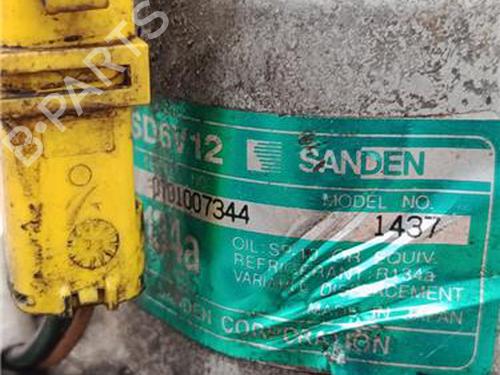 B-PARTS
SD6V12 SANDEN
MODEL NO.
0101007344 1437
134a
OIL: SP-10 OR EQUIV.
REFRIGERANT: R134a
VARIABLE DISPLACEMENT
MADE IN JAPAN
SANDEN CORPORATION